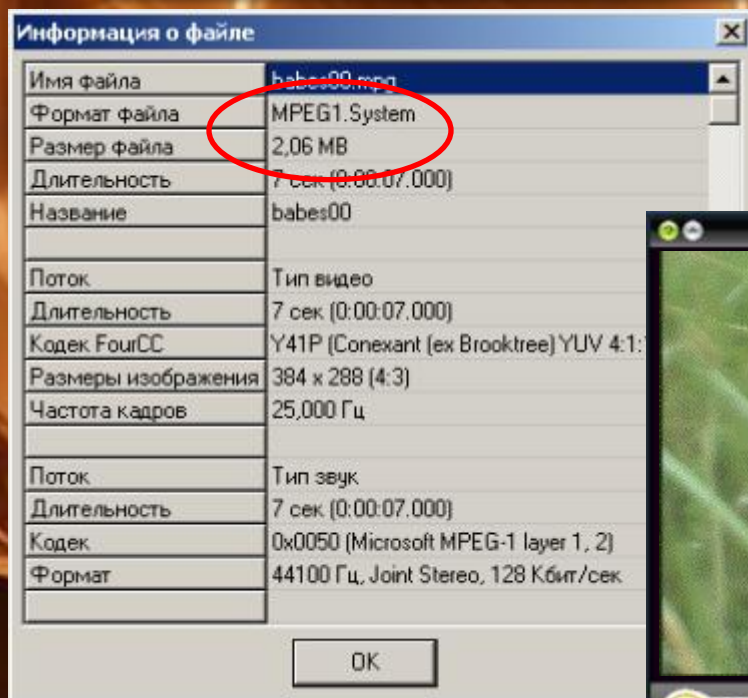 Информация о файле
Имя файла babes00.mpg
Формат файла MPEG1.System
Размер файла 2,06 MB
Длительность 7 сек (0:00:07.000)
Название babes00
Поток Тип видео
Длительность 7 сек (0:00:07.000)
Кодек FourCC Y41P (Conexant (ex Brooktree) YUV 4:1:
Размеры изображения 384 x 288 (4:3)
Частота кадров 25,000 Гц
Поток Тип звук
Длительность 7 сек (0:00:07.000)
Кодек 0x0050 (Microsoft MPEG-1 layer 1, 2)
Формат 44100 Гц, Joint Stereo, 128 Кбит/сек
OK